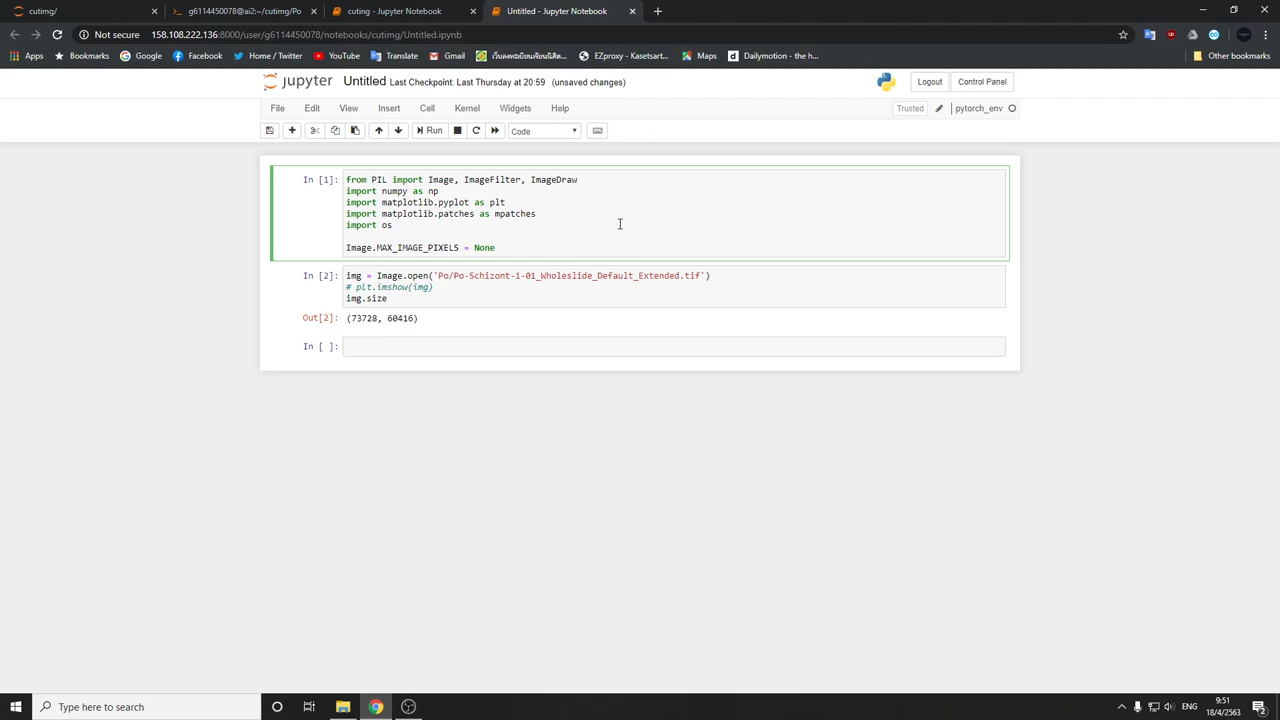 cutimg/
g6114450078@ai2:~/cutimg/Po
cuting - Jupyter Notebook
Untitled - Jupyter Notebook
Not secure
158.108.222.136:8000/user/g6114450078/notebooks/cutimg/Untitled.ipynb
Apps
Bookmarks
Google
Facebook
Home / Twitter
YouTube
Translate
Gmail
EZproxy - Kasetsart...
Maps
Dailymotion - the h...
Other bookmarks
jupyter
Untitled
Last Checkpoint: Last Thursday at 20:59
(unsaved changes)
Logout
Control Panel
File
Edit
View
Insert
Cell
Kernel
Widgets
Help
Trusted
pytorch_env
Run
Code
In [1]:
from PIL import Image, ImageFilter, ImageDraw
import numpy as np
import matplotlib.pyplot as plt
import matplotlib.patches as mpatches
import os
Image.MAX_IMAGE_PIXELS = None
In [2]:
img = Image.open('Po/Po-Schizont-1-01_Wholeslide_Default_Extended.tif')
# plt.imshow(img)
img.size
Out[2]:
(73728, 60416)
In [ ]:
Type here to search
ENG
9:51
18/4/2563